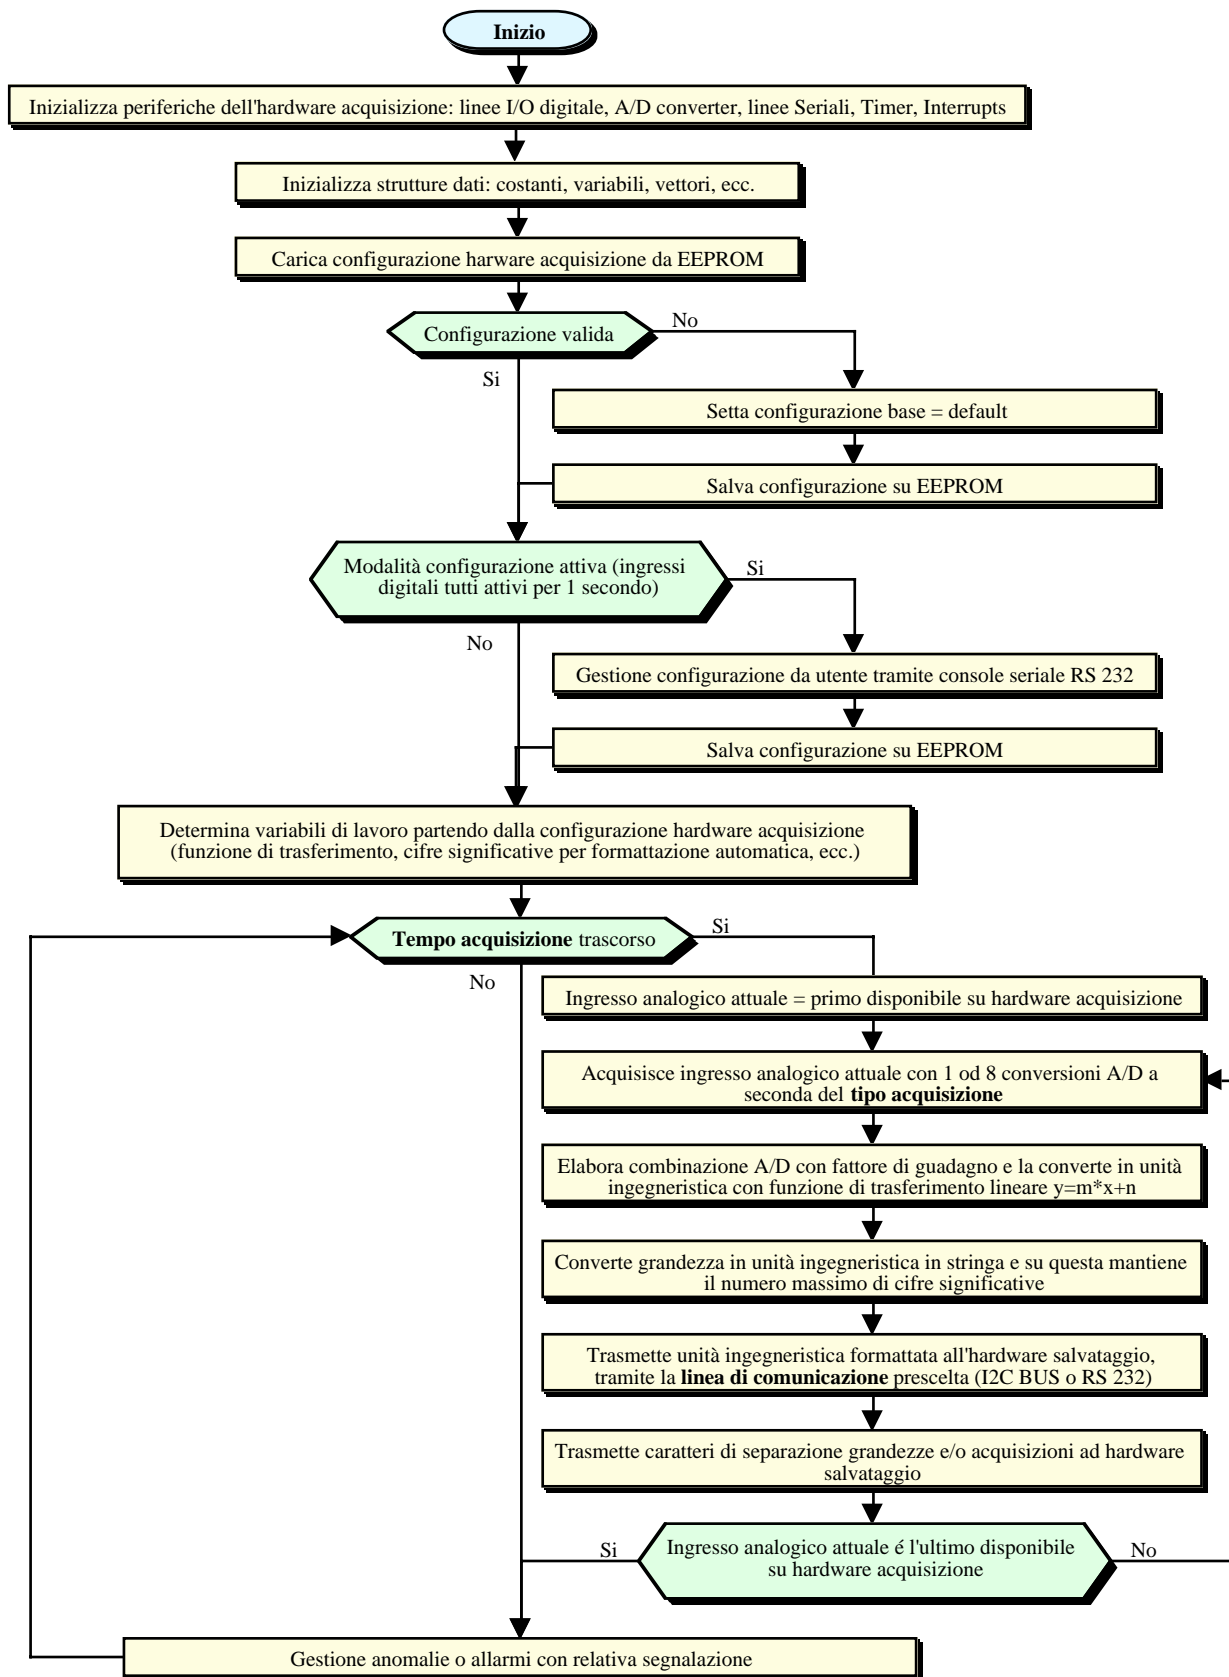 Inizio
Inizializza periferiche dell'hardware acquisizione: linee I/O digitale, A/D converter, linee Seriali, Timer, Interrupts
Inizializza strutture dati: costanti, variabili, vettori, ecc.
Carica configurazione harware acquisizione da EEPROM
Configurazione valida
No
Si
Setta configurazione base = default
Salva configurazione su EEPROM
Modalità configurazione attiva (ingressi
digitali tutti attivi per 1 secondo)
Si
No
Gestione configurazione da utente tramite console seriale RS 232
Salva configurazione su EEPROM
Determina variabili di lavoro partendo dalla configurazione hardware acquisizione
(funzione di trasferimento, cifre significative per formattazione automatica, ecc.)
Tempo acquisizione trascorso
Si
No
Ingresso analogico attuale = primo disponibile su hardware acquisizione
Acquisisce ingresso analogico attuale con 1 od 8 conversioni A/D a
seconda del tipo acquisizione
Elabora combinazione A/D con fattore di guadagno e la converte in unità
ingegneristica con funzione di trasferimento lineare y=m*x+n
Converte grandezza in unità ingegneristica in stringa e su questa mantiene
il numero massimo di cifre significative
Trasmette unità ingegneristica formattata all'hardware salvataggio,
tramite la linea di comunicazione prescelta (I2C BUS o RS 232)
Trasmette caratteri di separazione grandezze e/o acquisizioni ad hardware
salvataggio
Si
Ingresso analogico attuale é l'ultimo disponibile
su hardware acquisizione
No
Gestione anomalie o allarmi con relativa segnalazione